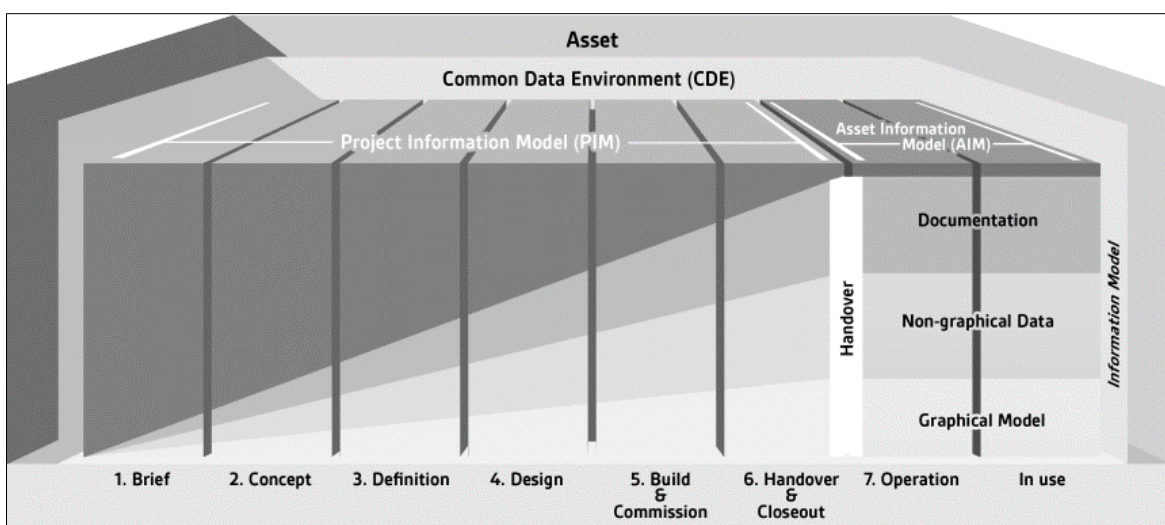 Asset
Common Data Environment (CDE)
Project Information Model (PIM)
Asset Information
Model (AIM)
Documentation
Non-graphical Data
Graphical Model
Handover
Information Model
1. Brief
2. Concept
3. Definition
4. Design
5. Build
&
Commission
6. Handover
&
Closeout
7. Operation
In use